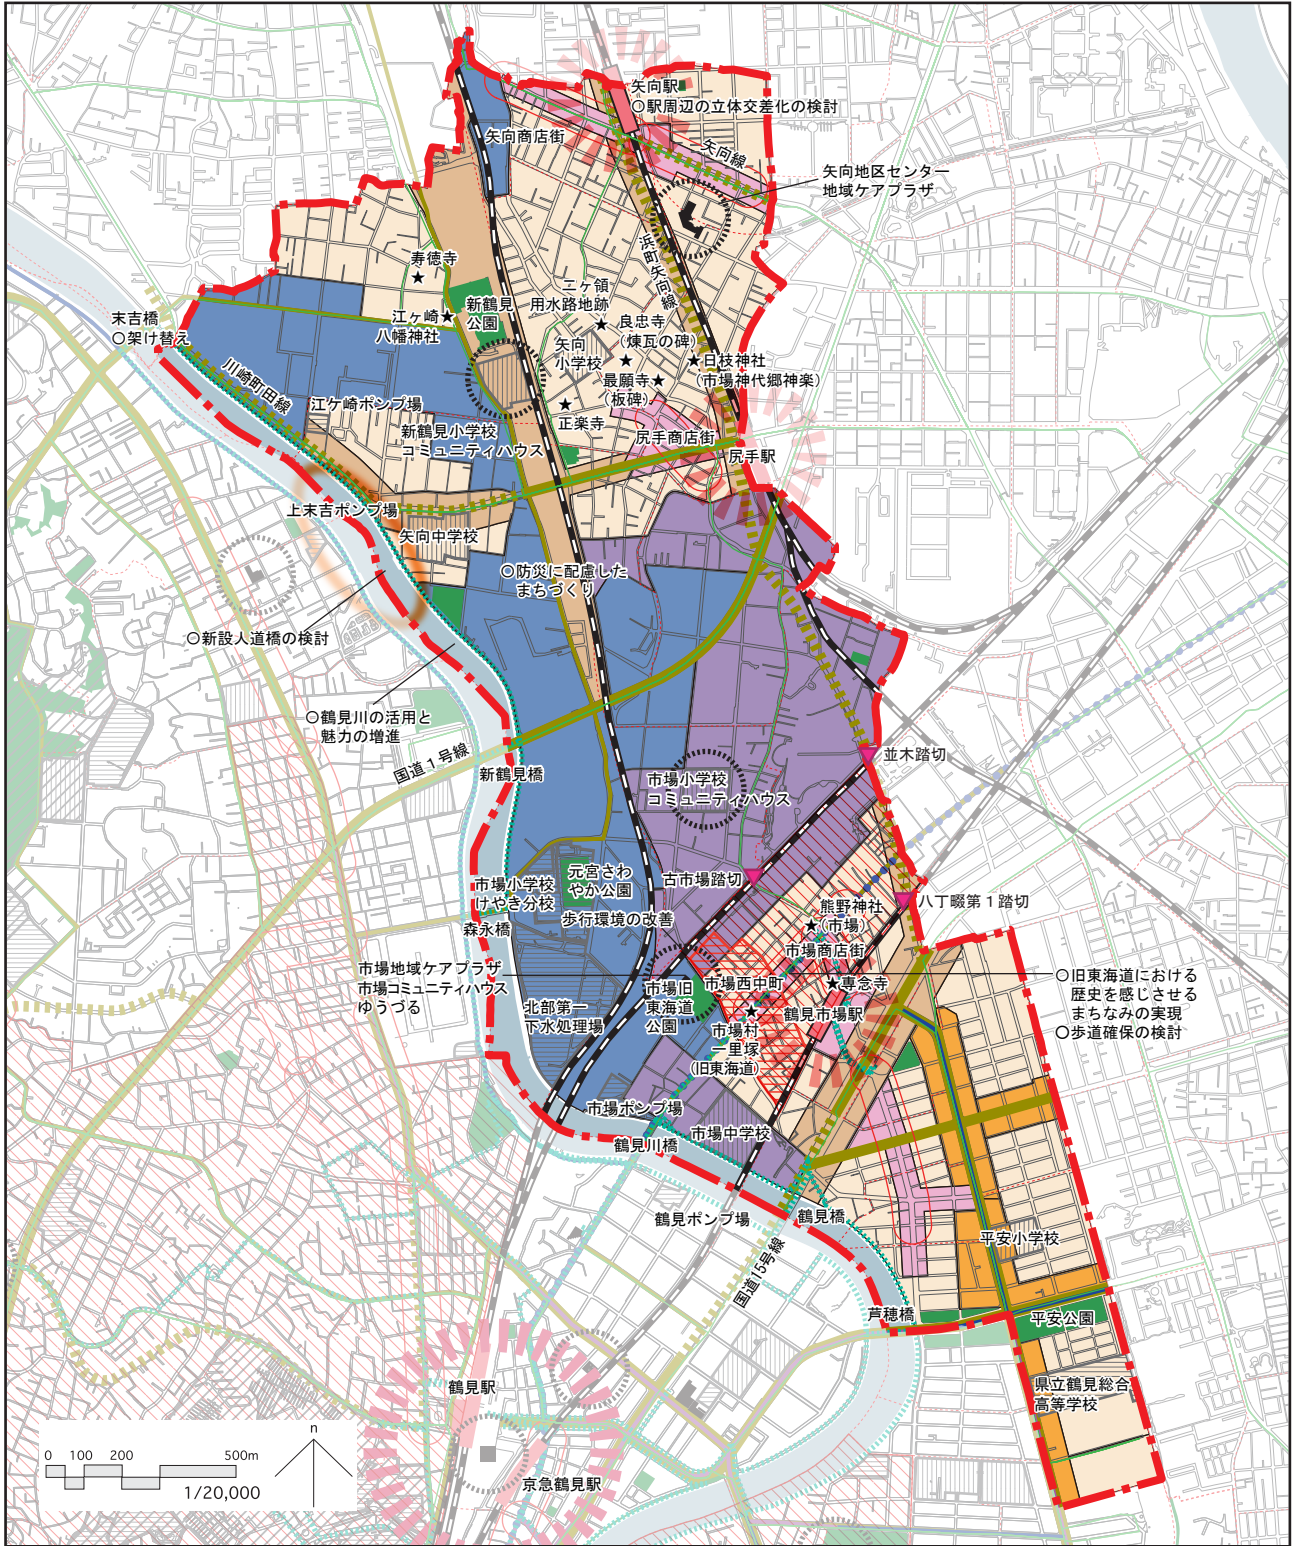 矢向駅
○駅周辺の立体交差化の検討
矢向商店街
矢向線
矢向地区センター
地域ケアプラザ
浜町矢向線
寿徳寺
二ヶ領
用水路地跡
新鶴見
公園
江ヶ崎
八幡神社
良忠寺
(煉瓦の碑)
末吉橋
○架け替え
矢向
小学校
日枝神社
(市場神代郷神楽)
最願寺
(板碑)
川崎町田線
江ケ崎ポンプ場
正楽寺
新鶴見小学校
コミュニティハウス
尻手商店街
尻手駅
上末吉ポンプ場
矢向中学校
○防災に配慮した
まちづくり
○新設人道橋の検討
○鶴見川の活用と
魅力の増進
国道1号線
新鶴見橋
並木踏切
市場小学校
コミュニティハウス
元宮さわ
やか公園
古市場踏切
市場小学校
けやき分校
八丁畷第1踏切
熊野神社
(市場)
歩行環境の改善
森永橋
市場商店街
市場地域ケアプラザ
市場コミュニティハウス
ゆうづる
市場旧
東海道
公園
市場西中町
専念寺
○旧東海道における
歴史を感じさせる
まちなみの実現
○歩道確保の検討
北部第一
下水処理場
鶴見市場駅
市場村
一里塚
(旧東海道)
市場ポンプ場
市場中学校
鶴見川橋
鶴見ポンプ場
鶴見橋
平安小学校
国道15号線
芦穂橋
平安公園
県立鶴見総合
高等学校
鶴見駅
京急鶴見駅
n
0 100 200 500m
1/20,000